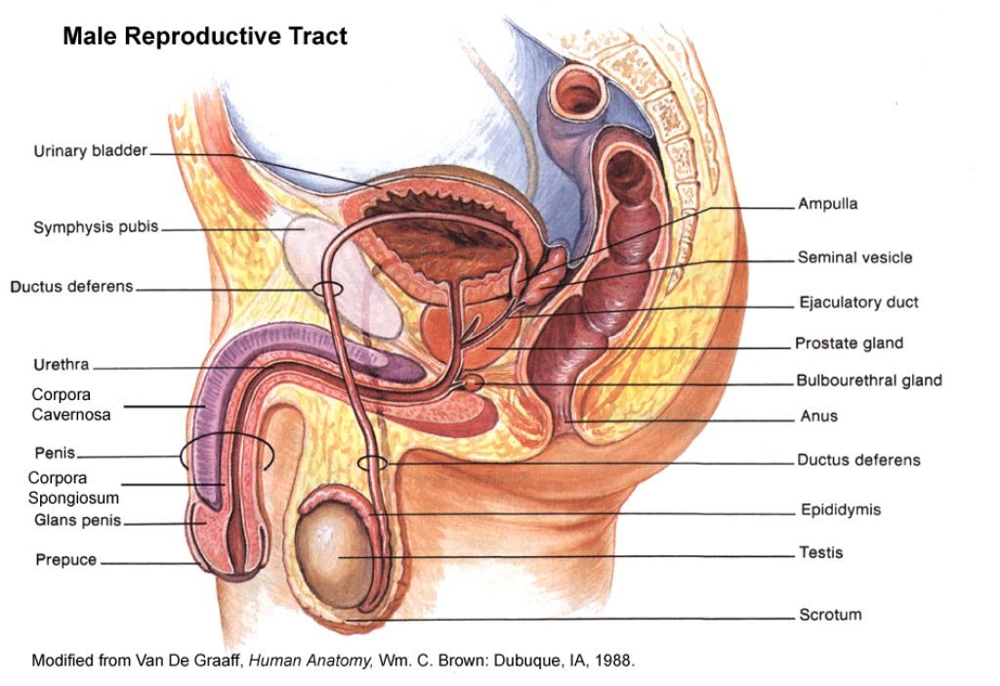 Male Reproductive Tract
Urinary bladder
Symphysis pubis
Ductus deferens
Urethra
Corpora
Cavernosa
Penis
Corpora
Spongiosum
Glans penis
Prepuce
Ampulla
Seminal vesicle
Ejaculatory duct
Prostate gland
Bulbourethral gland
Anus
Ductus deferens
Epididymis
Testis
Scrotum
Modified from Van De Graaff, Human Anatomy, Wm. C. Brown: Dubuque, IA, 1988.